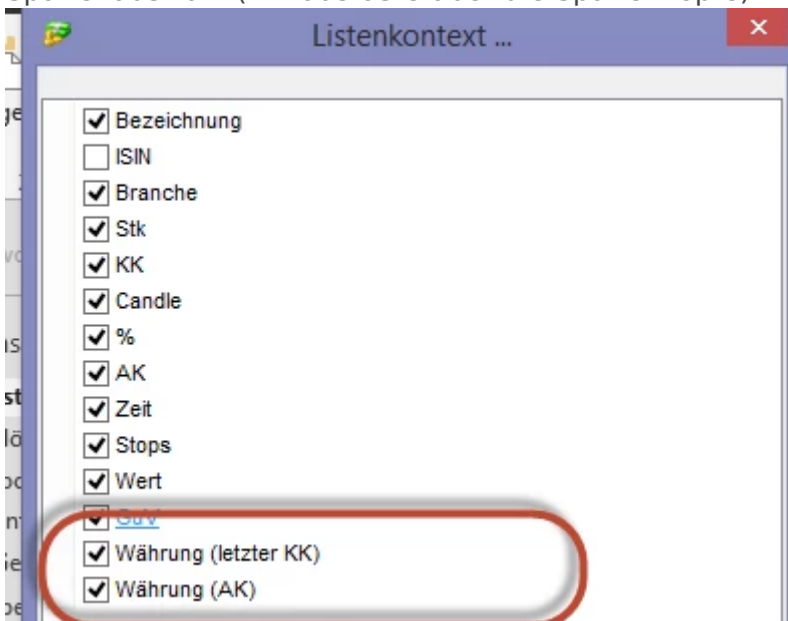 Listenkontext ...
Bezeichnung
ISIN
Branche
Stk
KK
Candle
%
AK
Zeit
Stops
Wert
GuV
Währung (letzter KK)
Währung (AK)